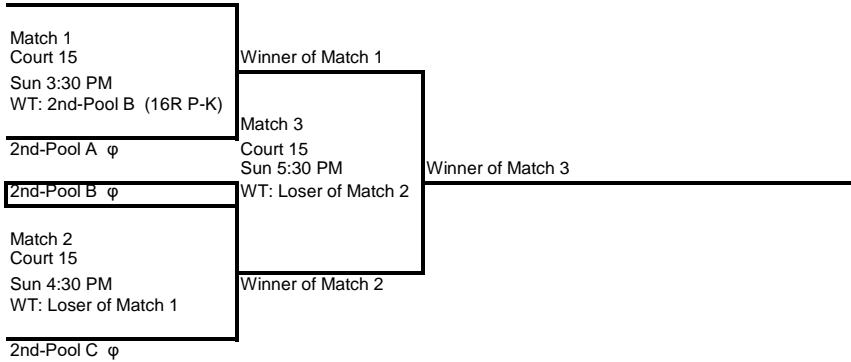 Match 1
Court 15
Sun 3:30 PM
WT: 2nd-Pool B (16R P-K)
2nd-Pool A φ
2nd-Pool B φ
Match 2
Court 15
Sun 4:30 PM
WT: Loser of Match 1
2nd-Pool C φ
Winner of Match 1
Match 3
Court 15
Sun 5:30 PM
WT: Loser of Match 2
Winner of Match 2
Winner of Match 3